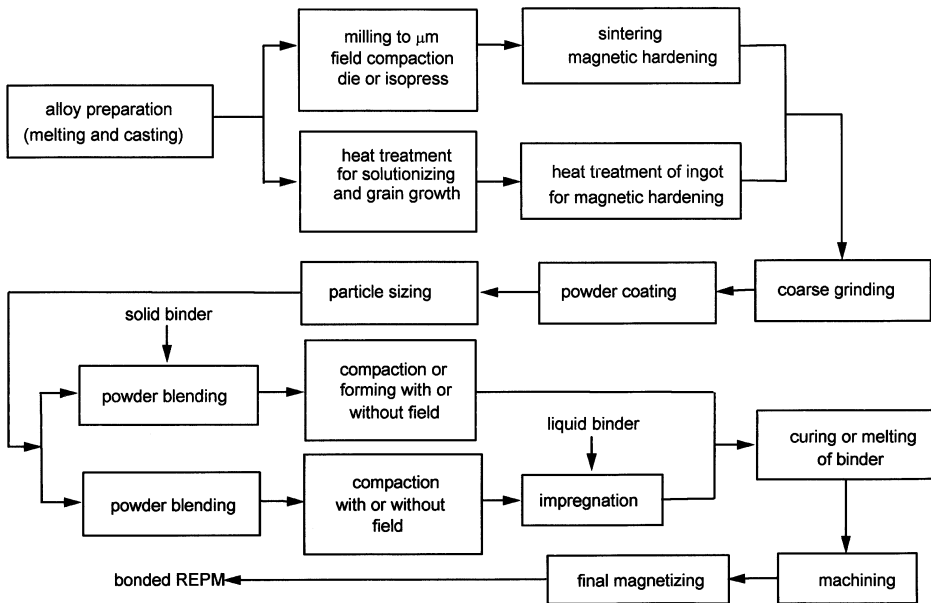 alloy preparation
(melting and casting)
milling to μm
field compaction
die or isopress
sintering
magnetic hardening
heat treatment
for solutionizing
and grain growth
heat treatment of ingot
for magnetic hardening
coarse grinding
powder coating
particle sizing
solid binder
powder blending
compaction or
forming with or
without field
powder blending
compaction
with or without
field
liquid binder
impregnation
curing or melting
of binder
machining
final magnetizing
bonded REPM